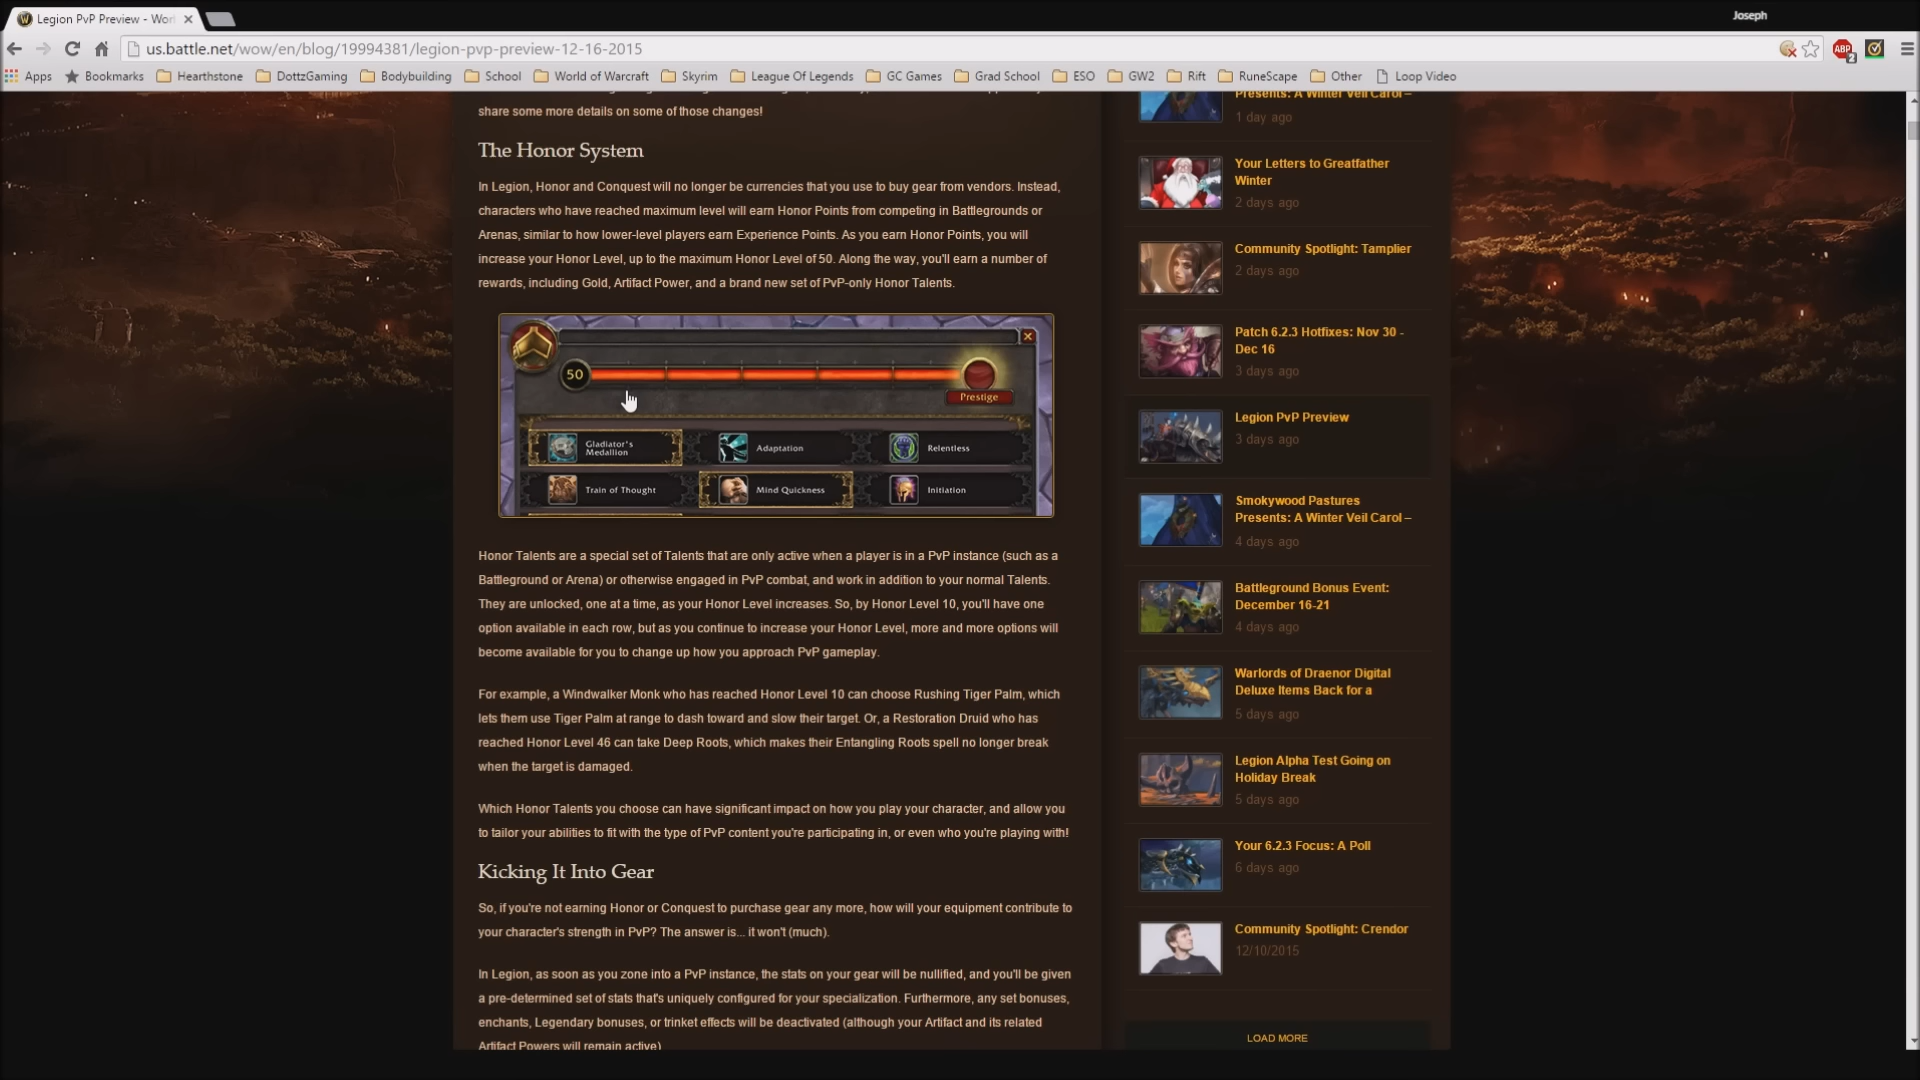 Legion PvP Preview - Wor
Joseph
us.battle.net/wow/en/blog/19994381/legion-pvp-preview-12-16-2015
ABP
2
Apps
Bookmarks
Hearthstone
DottzGaming
Bodybuilding
School
World of Warcraft
Skyrim
League Of Legends
GC Games
Grad School
ESO
GW2
Rift
RuneScape
Other
Loop Video
share some more details on some of those changes!
The Honor System
In Legion, Honor and Conquest will no longer be currencies that you use to buy gear from vendors. Instead,
characters who have reached maximum level will earn Honor Points from competing in Battlegrounds or
Arenas, similar to how lower-level players earn Experience Points. As you earn Honor Points, you will
increase your Honor Level, up to the maximum Honor Level of 50. Along the way, you'll earn a number of
rewards, including Gold, Artifact Power, and a brand new set of PvP-only Honor Talents.
50
Prestige
Gladiator's
Medallion
Adaptation
Relentless
Train of Thought
Mind Quickness
Initiation
Honor Talents are a special set of Talents that are only active when a player is in a PvP instance (such as a
Battleground or Arena) or otherwise engaged in PvP combat, and work in addition to your normal Talents.
They are unlocked, one at a time, as your Honor Level increases. So, by Honor Level 10, you'll have one
option available in each row, but as you continue to increase your Honor Level, more and more options will
become available for you to change up how you approach PvP gameplay.
For example, a Windwalker Monk who has reached Honor Level 10 can choose Rushing Tiger Palm, which
lets them use Tiger Palm at range to dash toward and slow their target. Or, a Restoration Druid who has
reached Honor Level 46 can take Deep Roots, which makes their Entangling Roots spell no longer break
when the target is damaged.
Which Honor Talents you choose can have significant impact on how you play your character, and allow you
to tailor your abilities to fit with the type of PvP content you're participating in, or even who you're playing with!
Kicking It Into Gear
So, if you're not earning Honor or Conquest to purchase gear any more, how will your equipment contribute to
your character's strength in PvP? The answer is... it won't (much).
In Legion, as soon as you zone into a PvP instance, the stats on your gear will be nullified, and you'll be given
a pre-determined set of stats that's uniquely configured for your specialization. Furthermore, any set bonuses,
enchants, Legendary bonuses, or trinket effects will be deactivated (although your Artifact and its related
Artifact Powers will remain active)
Presents: A Winter Veil Carol –
1 day ago
Your Letters to Greatfather
Winter
2 days ago
Community Spotlight: Tamplier
2 days ago
Patch 6.2.3 Hotfixes: Nov 30 -
Dec 16
3 days ago
Legion PvP Preview
3 days ago
Smokywood Pastures
Presents: A Winter Veil Carol –
4 days ago
Battleground Bonus Event:
December 16-21
4 days ago
Warlords of Draenor Digital
Deluxe Items Back for a
5 days ago
Legion Alpha Test Going on
Holiday Break
5 days ago
Your 6.2.3 Focus: A Poll
6 days ago
Community Spotlight: Crendor
12/10/2015
LOAD MORE